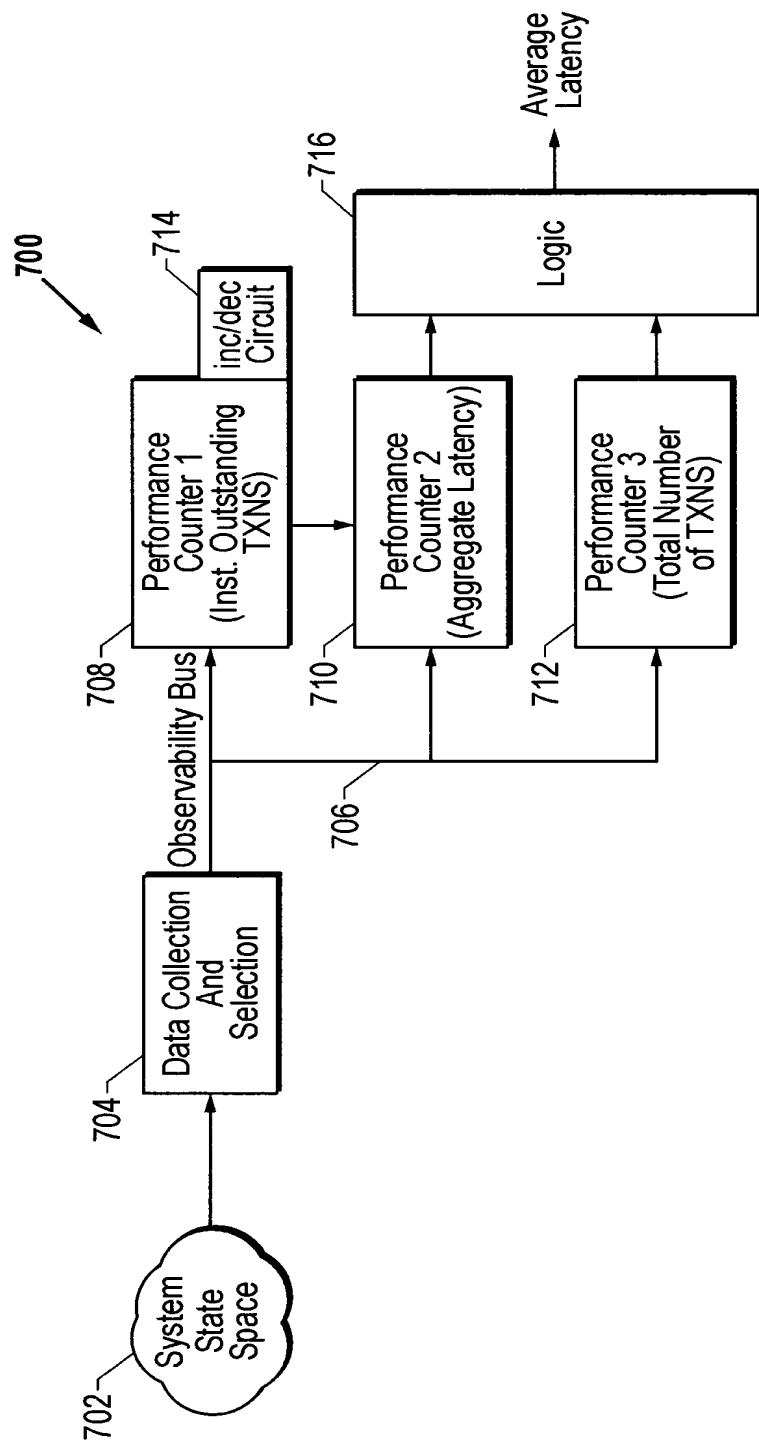 700
702
System
State
Space
704
Data Collection
And
Selection
Observability Bus
706
708
Performance
Counter 1
(Inst. Outstanding
TXNS)
714
inc/dec
Circuit
710
Performance
Counter 2
(Aggregate Latency)
712
Performance
Counter 3
(Total Number
of TXNS)
716
Logic
Average
Latency